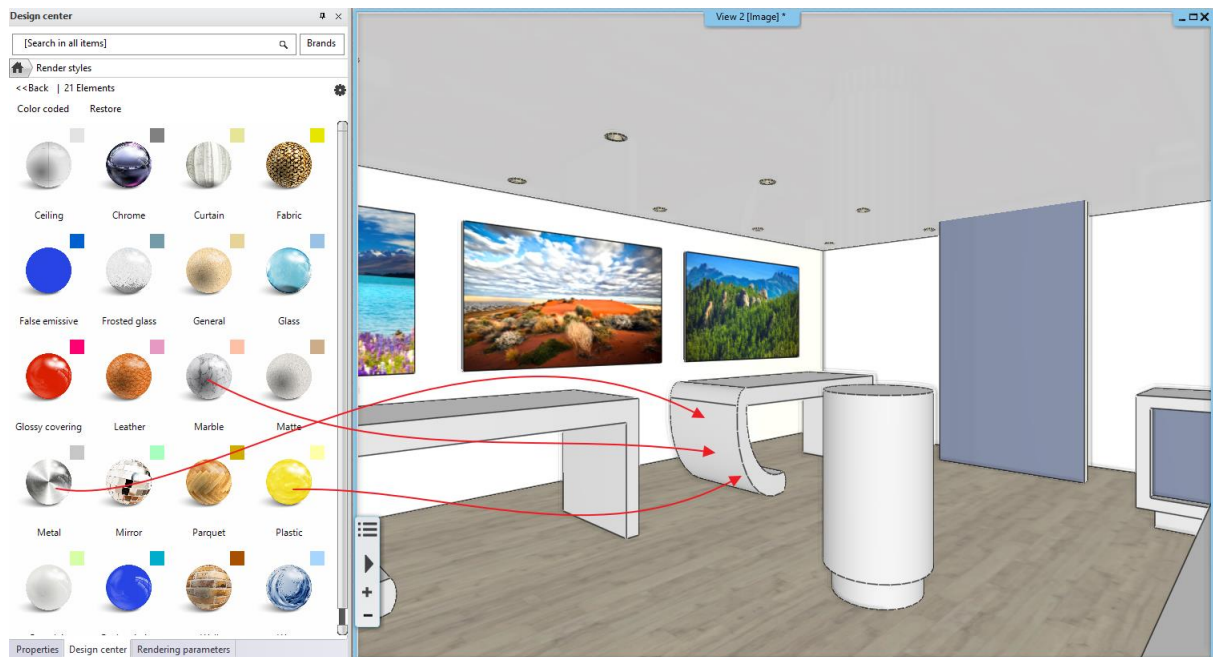 Design center
View 2 [Image] *
[Search in all items]
Brands
Render styles
<<Back | 21 Elements
Color coded Restore
Ceiling Chrome Curtain Fabric
False emissive Frosted glass General Glass
Glossy covering Leather Marble Matte
Metal Mirror Parquet Plastic
Properties Design center Rendering parameters